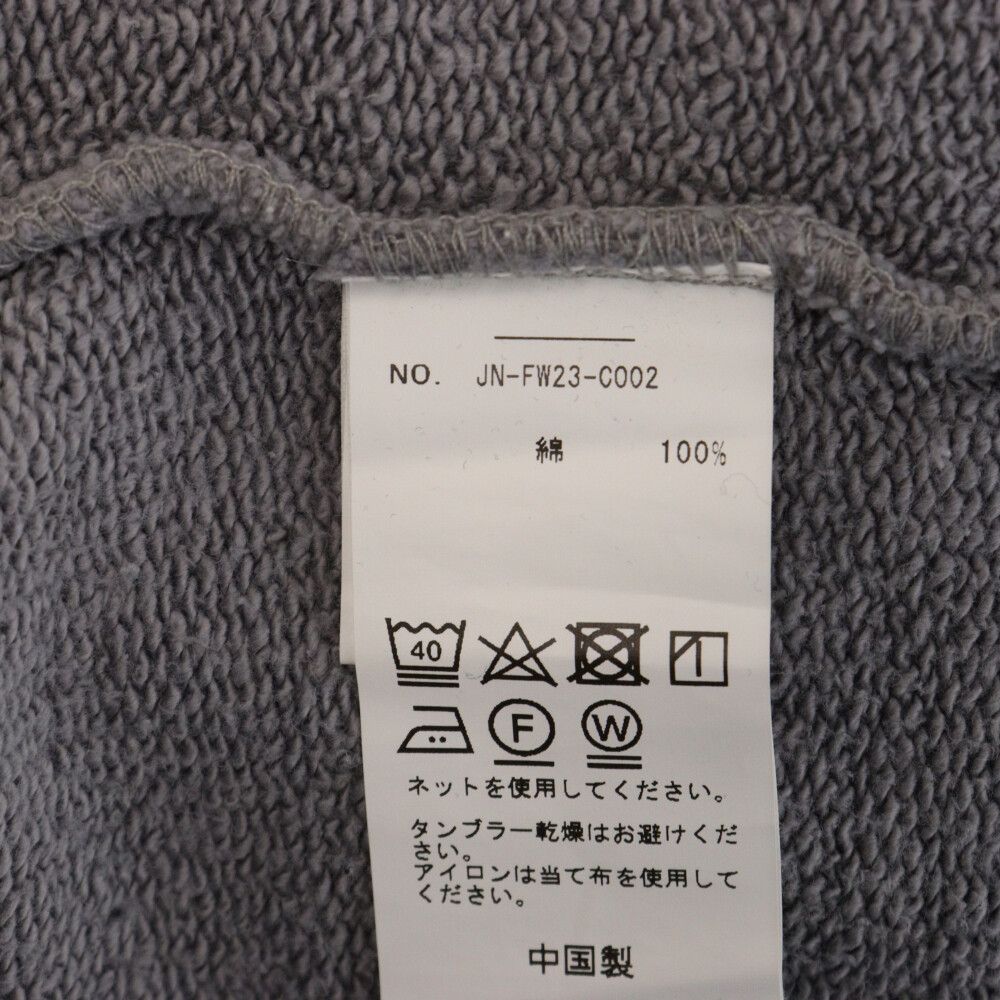 NO. JN-FW23-C002
綿 100%
40
F W
ネットを使用してください。
タンブラー乾燥はお避けくだ
さい。
アイロンは当て布を使用して
ください。
中国製